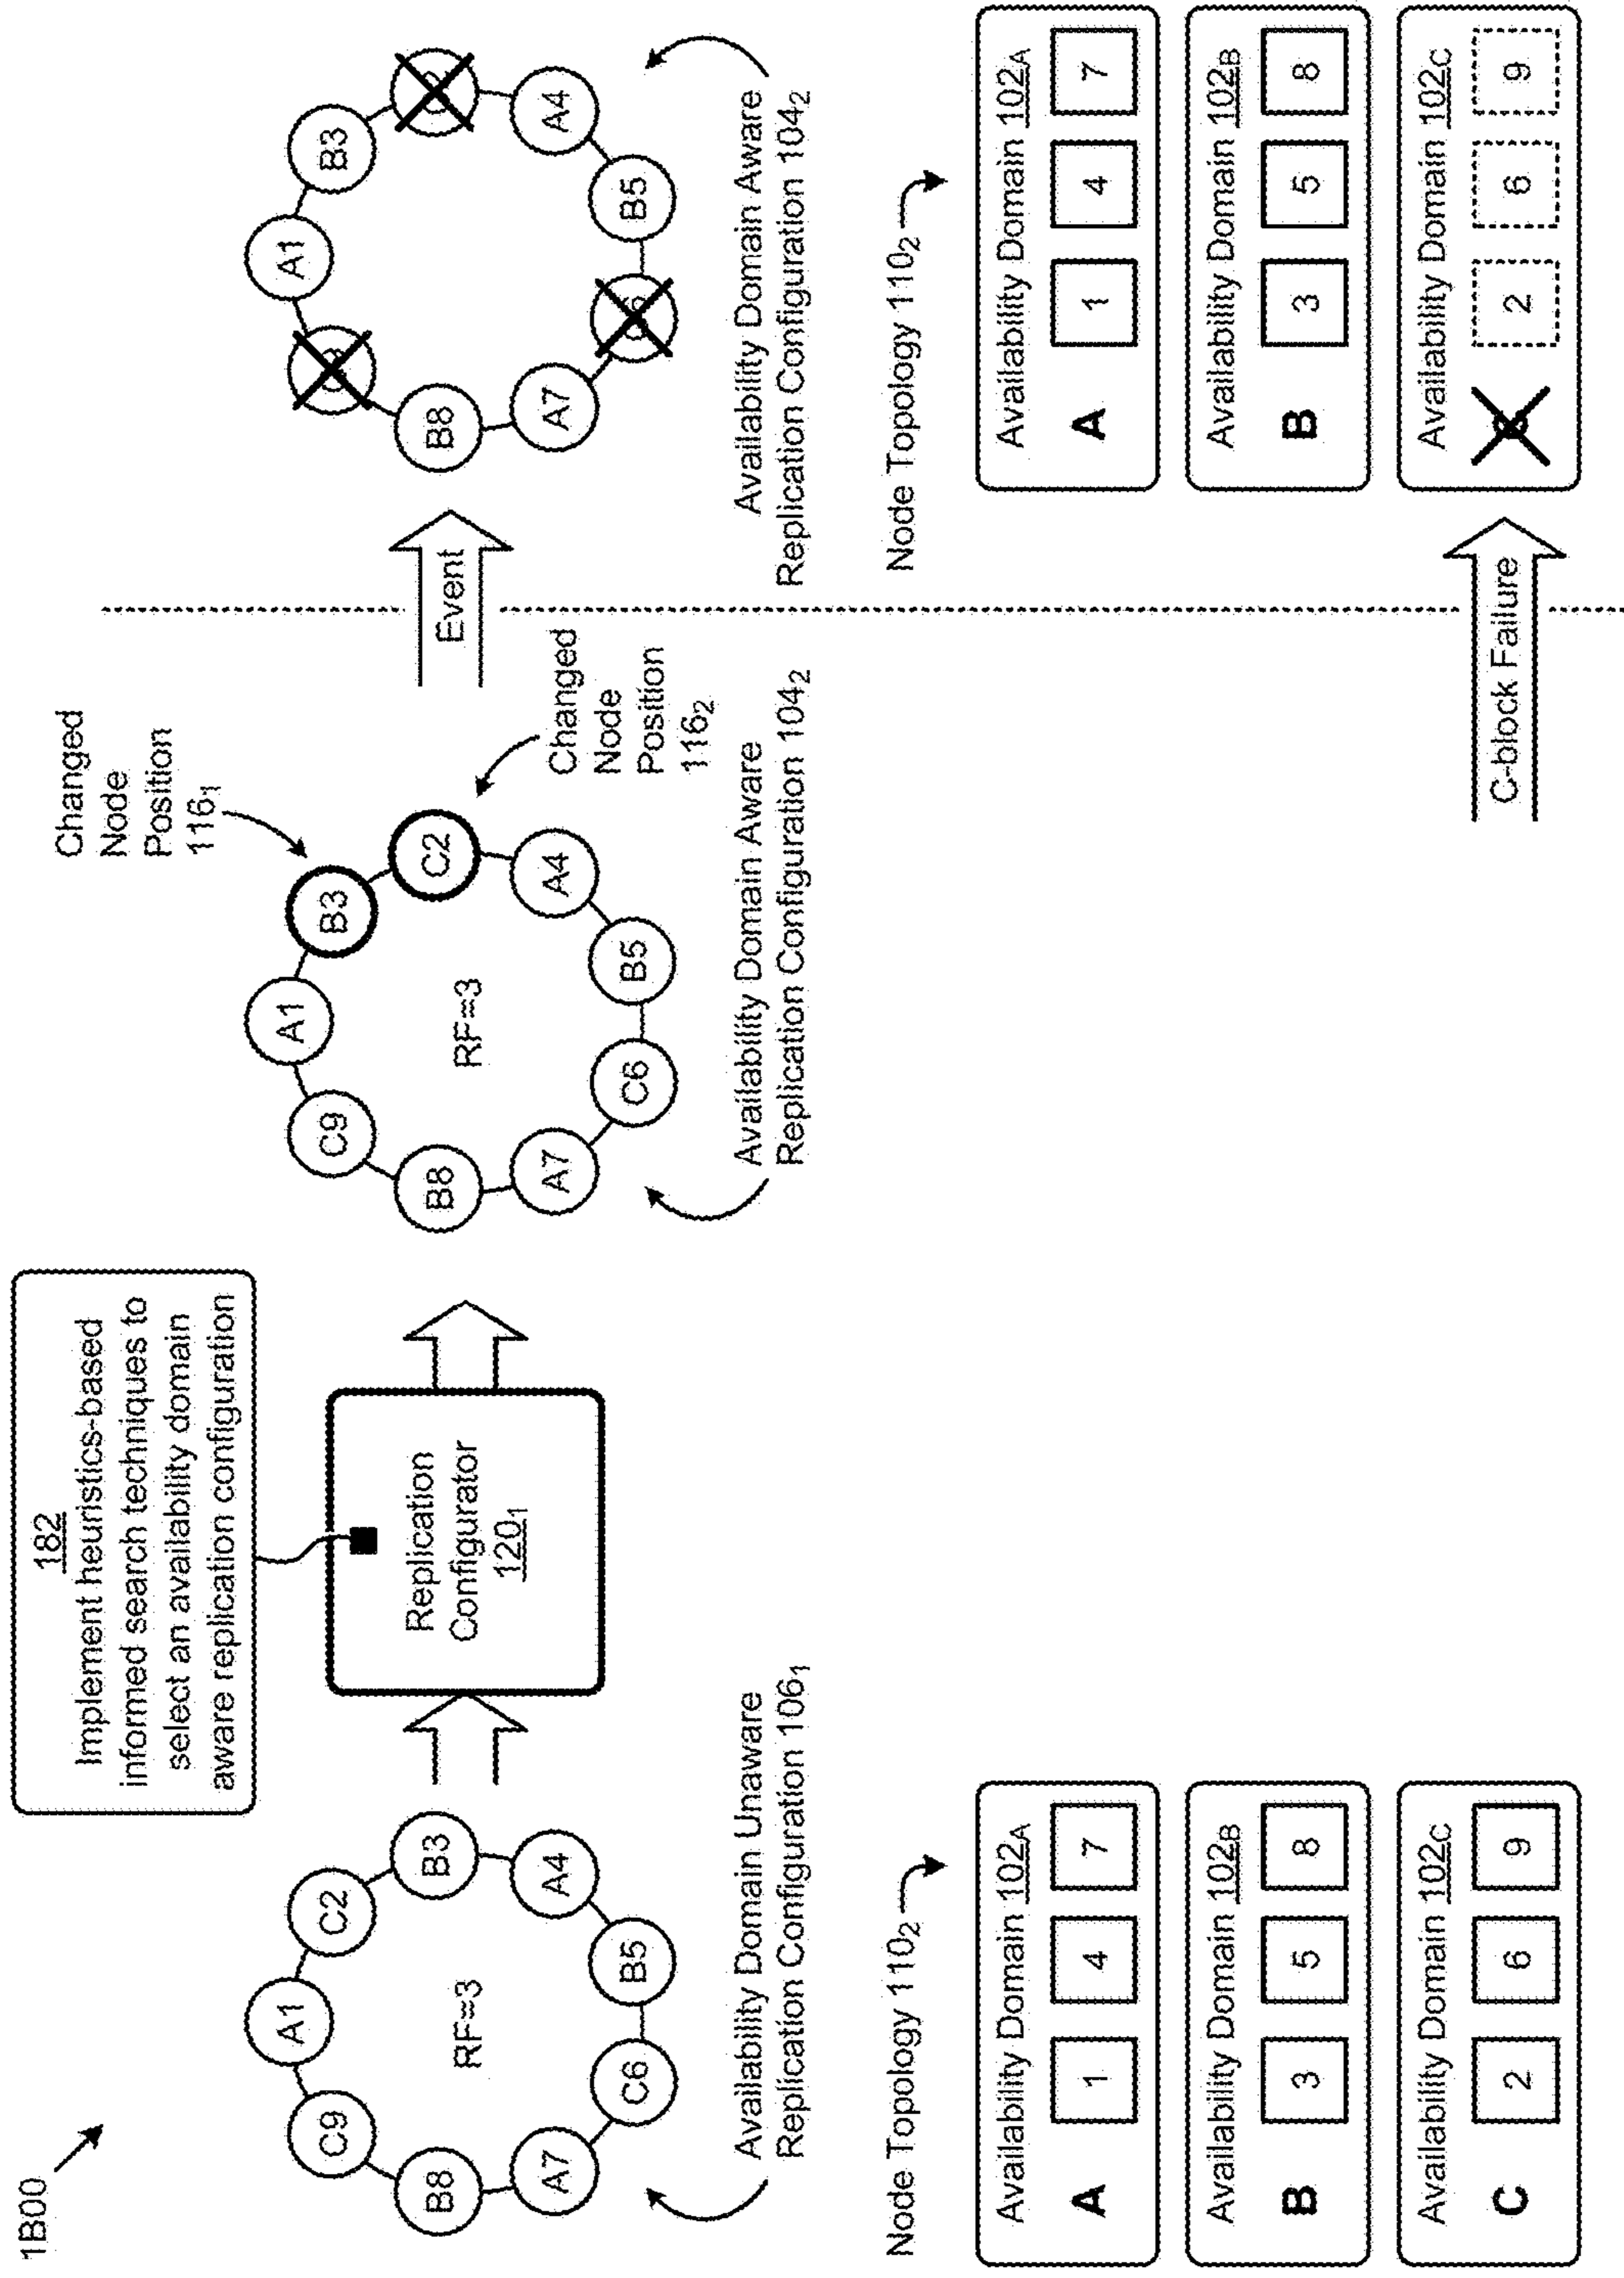 1B00
182
Implement heuristics-based
informed search techniques to
select an availability domain
aware replication configuration
A1
C2
B3
A4
B5
C6
A7
B8
C9
RF=3
Availability Domain Unaware
Replication Configuration 106₁
Replication
Configurator
120₁
A1
B3
C2
A4
B5
C6
A7
B8
C9
RF=3
Changed
Node
Position
116₁
Changed
Node
Position
116₂
Availability Domain Aware
Replication Configuration 104₂
Event
A1
B3
A4
B5
A7
B8
Availability Domain Aware
Replication Configuration 104₂
Node Topology 110₂
Availability Domain 102A
A 1 4 7
Availability Domain 102B
B 3 5 8
Availability Domain 102C
C 2 6 9
C-block Failure
Node Topology 110₂
Availability Domain 102A
A 1 4 7
Availability Domain 102B
B 3 5 8
Availability Domain 102C
2 6 9